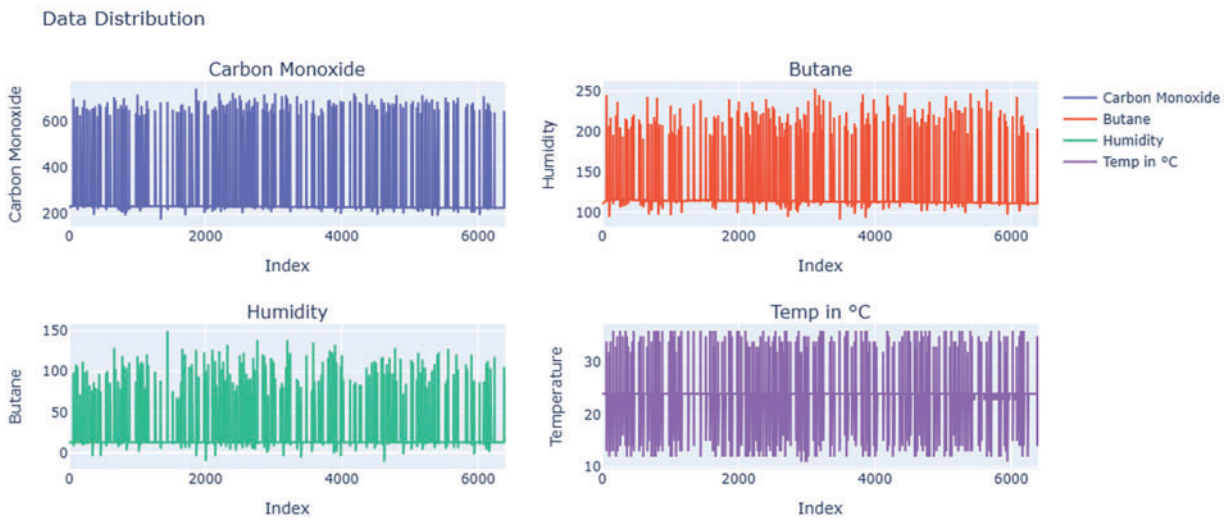 Data Distribution
Carbon Monoxide
Carbon Monoxide
600
400
200
0
2000
4000
6000
Index
Butane
Humidity
250
200
150
100
0
2000
4000
6000
Index
Carbon Monoxide
Butane
Humidity
Temp in °C
Humidity
Butane
150
100
50
0
0
2000
4000
6000
Index
Temp in °C
Temperature
30
20
10
0
2000
4000
6000
Index